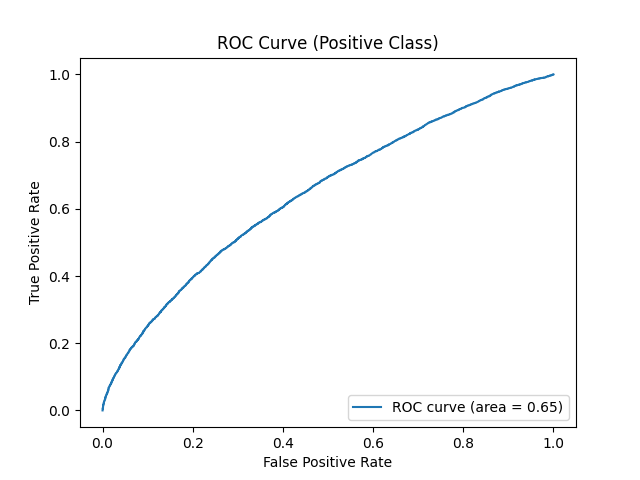 ROC Curve (Positive Class)
True Positive Rate
1.0
0.8
0.6
0.4
0.2
0.0
ROC curve (area = 0.65)
0.0 0.2 0.4 0.6 0.8 1.0
False Positive Rate